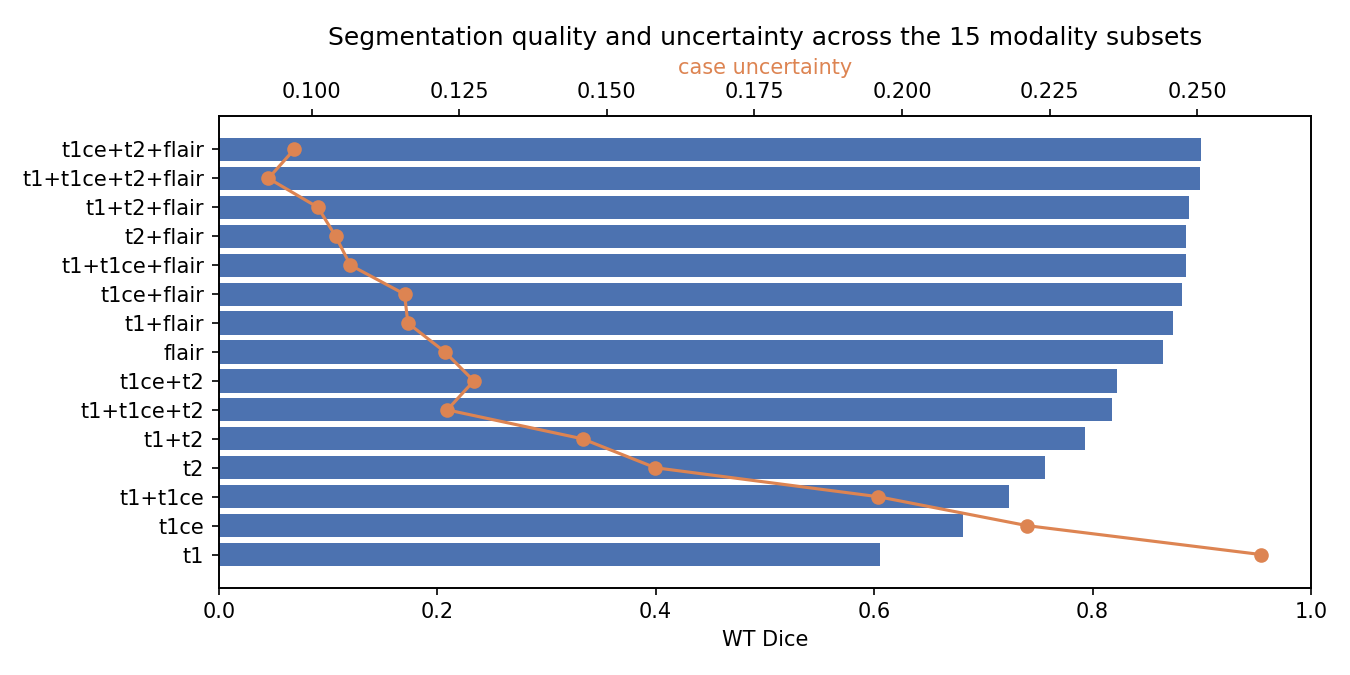 Segmentation quality and uncertainty across the 15 modality subsets
case uncertainty
0.100 0.125 0.150 0.175 0.200 0.225 0.250
t1ce+t2+flair
t1+t1ce+t2+flair
t1+t2+flair
t2+flair
t1+t1ce+flair
t1ce+flair
t1+flair
flair
t1ce+t2
t1+t1ce+t2
t1+t2
t2
t1+t1ce
t1ce
t1
0.0 0.2 0.4 0.6 0.8 1.0
WT Dice